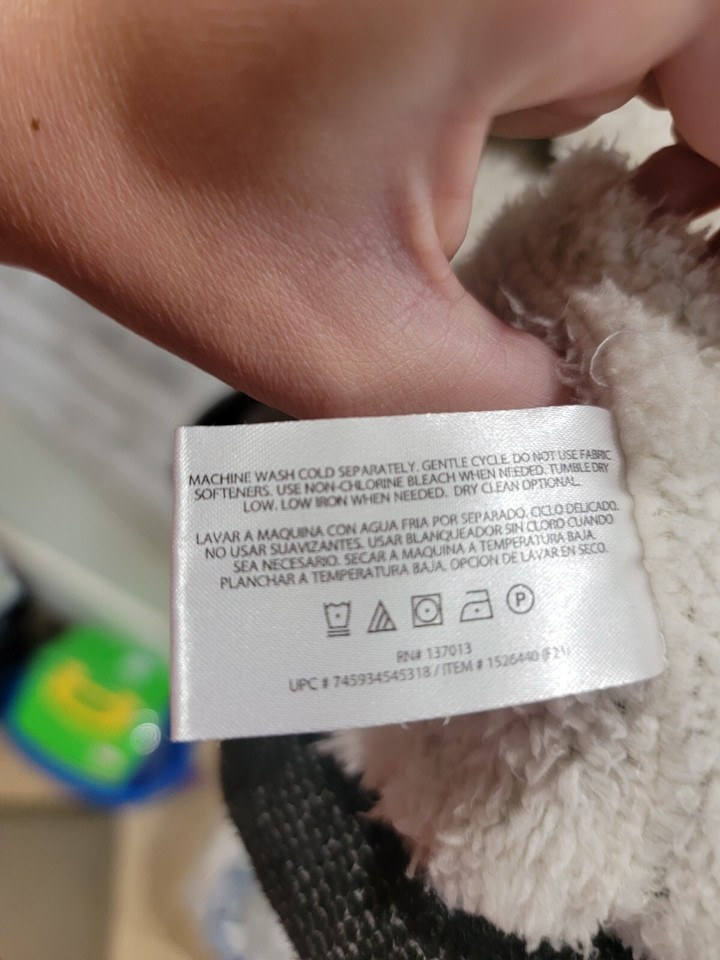 MACHINE WASH COLD SEPARATELY. GENTLE CYCLE. DO NOT USE FABRIC
SOFTENERS. USE NON-CHLORINE BLEACH WHEN NEEDED. TUMBLE DRY
LOW. LOW IRON WHEN NEEDED. DRY CLEAN OPTIONAL.
LAVAR A MAQUINA CON AGUA FRIA POR SEPARADO. CICLO DELICADO.
NO USAR SUAVIZANTES. USAR BLANQUEADOR SIN CLORO CUANDO
SEA NECESARIO. SECAR A MAQUINA A TEMPERATURA BAJA.
PLANCHAR A TEMPERATURA BAJA. OPCION DE LAVAR EN SECO.
P
RN# 137013
UPC # 745934545318 / ITEM # 1526440 (F21)